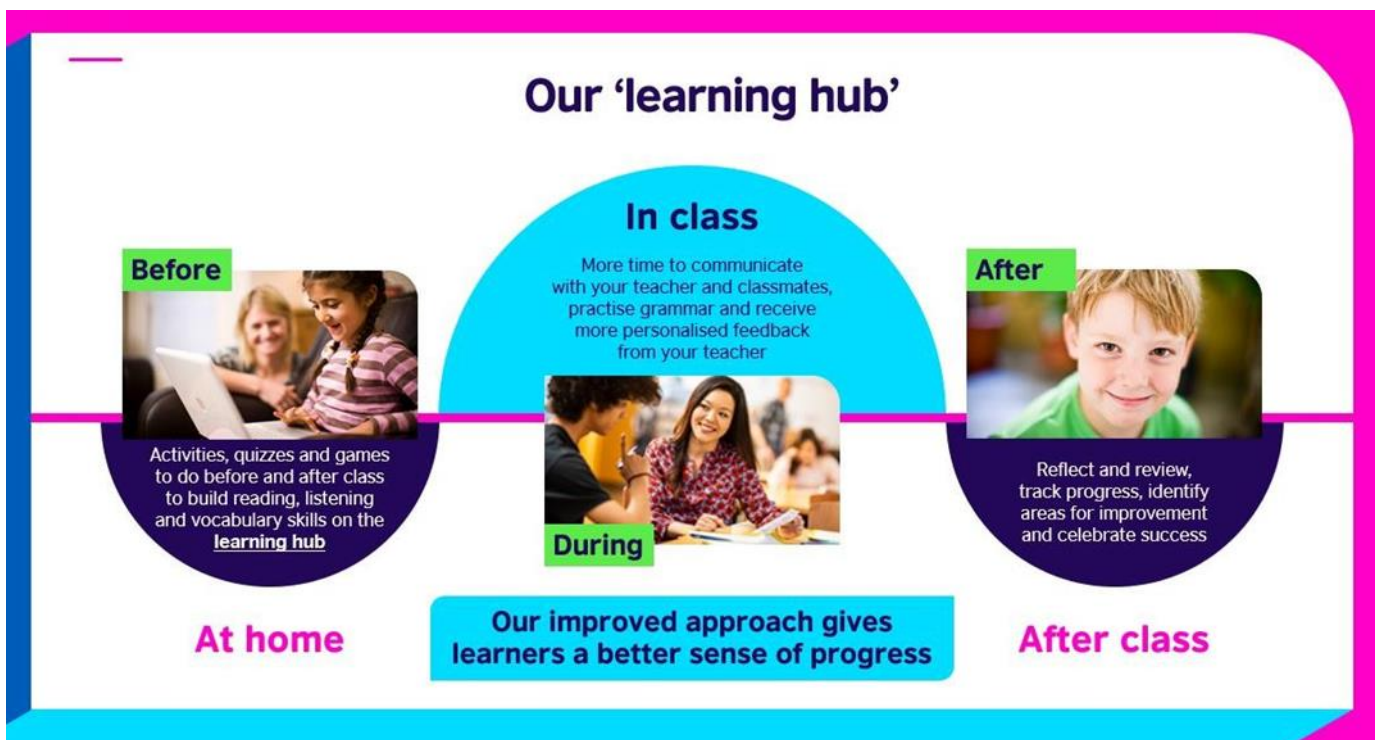 Our ‘learning hub’
Before
Activities, quizzes and games
to do before and after class
to build reading, listening
and vocabulary skills on the
learning hub
At home
In class
More time to communicate
with your teacher and classmates,
practise grammar and receive
more personalised feedback
from your teacher
During
Our improved approach gives
learners a better sense of progress
After
Reflect and review,
track progress, identify
areas for improvement
and celebrate success
After class